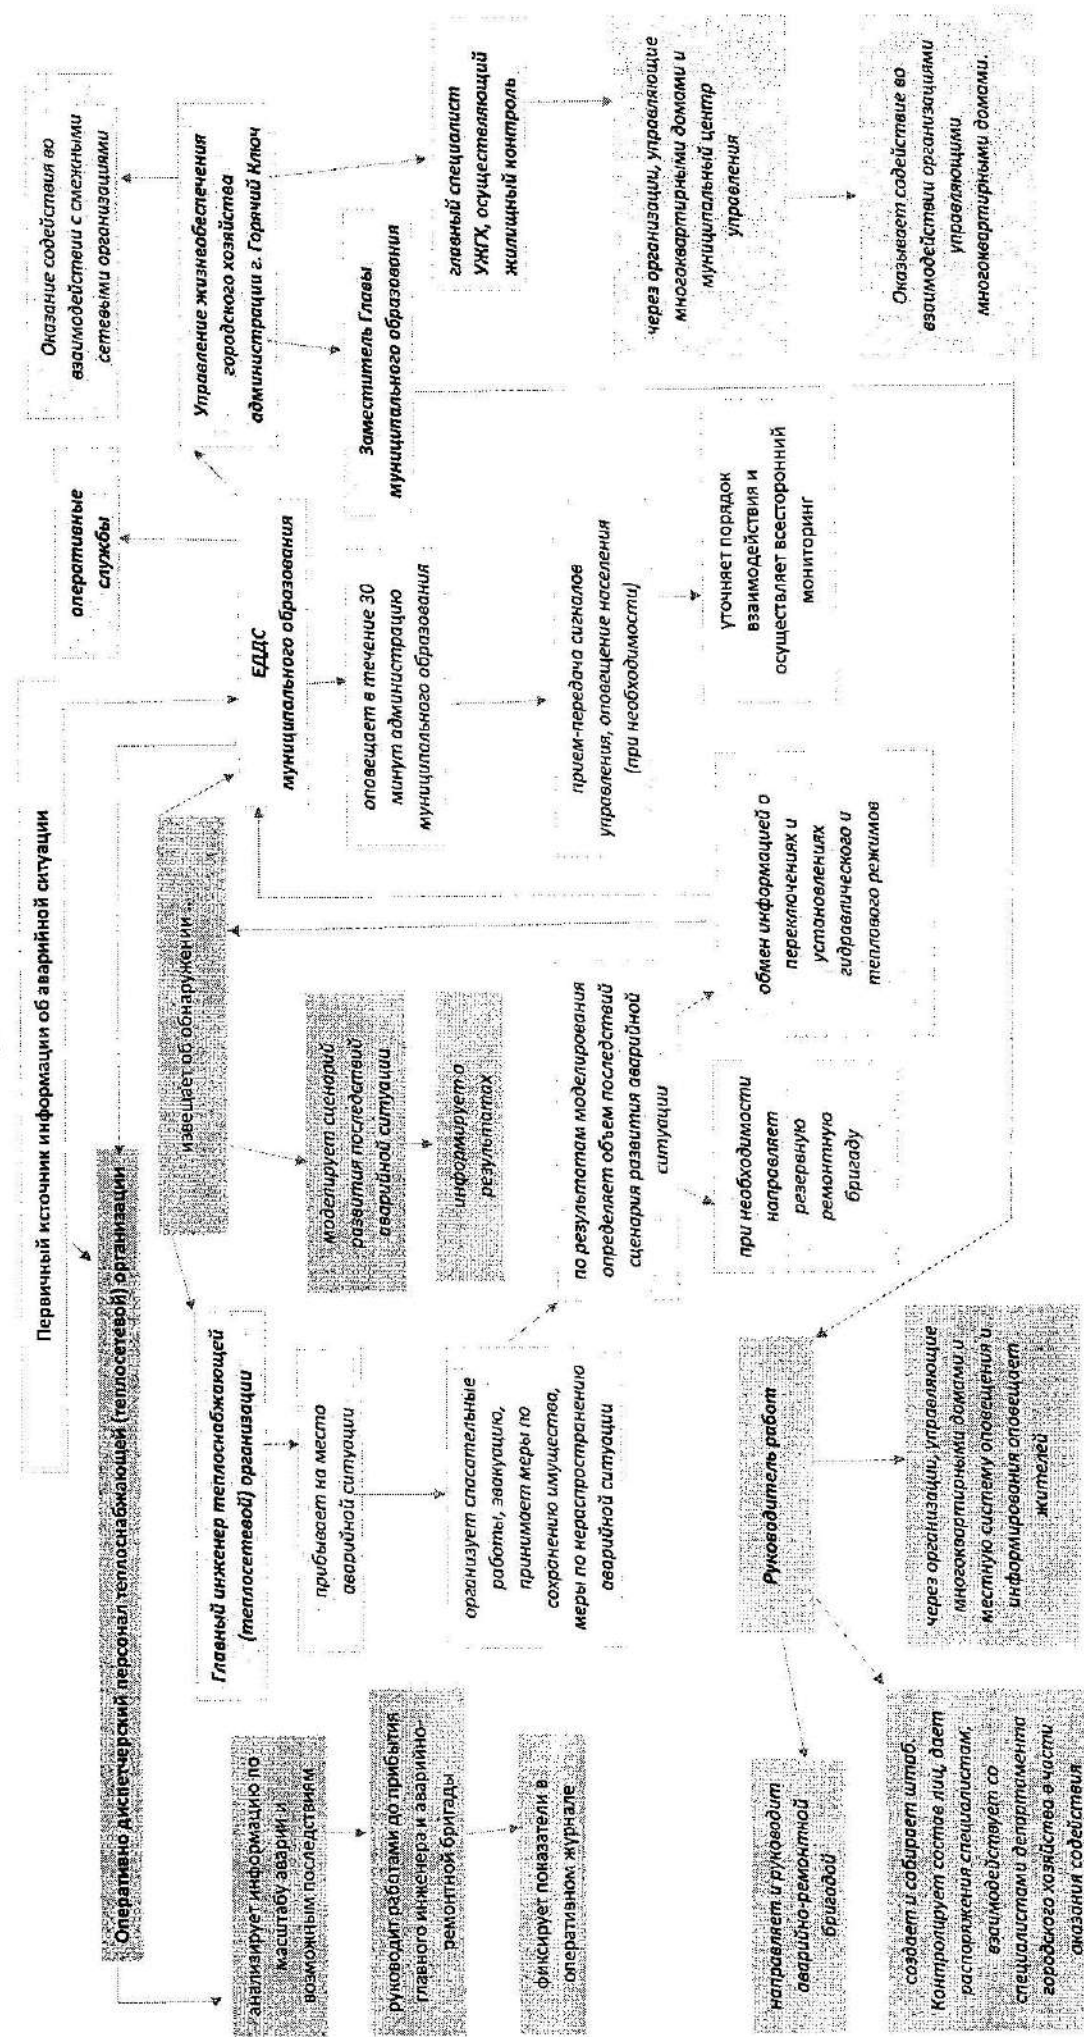 Первичный источник информации об аварийной ситуации
Оперативно диспетчерский персонал теплоснабжающей (теплосетевой) организации
анализирует информацию по
масштабу аварии и
возможным последствиям
руководит работами до прибытия
главного инженера и аварийно-
ремонтной бригады
фиксирует показатели в
оперативном журнале
извещает об обнаружении ...
Главный инженер теплоснабжающей
(теплосетевой) организации
прибывает на место
аварийной ситуации
организует спасательные
работы, эвакуацию,
принимает меры по
сохранению имущества,
меры по нераспространению
аварийной ситуации
моделирует сценарий
развития последствий
аварийной ситуации
информирует о
результатах
по результатам моделирования
определяет объем последствий
сценария развития аварийной
ситуации
при необходимости
направляет
резервную
ремонтную
бригаду
обмен информацией о
переключениях и
установлениях
гидравлического и
теплового режимов
оперативные
службы
ЕДДС
муниципального образования
оповещает в течение 30
минут администрацию
муниципального образования
прием-передача сигналов
управления, оповещение населения
(при необходимости)
уточняет порядок
взаимодействия и
осуществляет всесторонний
мониторинг
Оказание содействия во
взаимодействии с смежными
сетевыми организациями
Управление жизнеобеспечения
городского хозяйства
администрации г. Горячий Ключ
Заместитель Главы
муниципального образования
главный специалист
УЖГХ, осуществляющий
жилищный контроль
через организации, управляющие
многоквартирными домами и
муниципальный центр
управления
Оказывает содействие во
взаимодействии организациями
управляющими
многоквартирными домами.
Руководитель работ
направляет и руководит
аварийно-ремонтной
бригадой
создает и собирает штаб.
Контролирует состав лиц, дает
распоряжения специалистам,
взаимодействует со
специалистами департамента
городского хозяйства в части
оказания содействия
через организации, управляющие
многоквартирными домами и
местную систему оповещения и
информирования оповещает
жителей